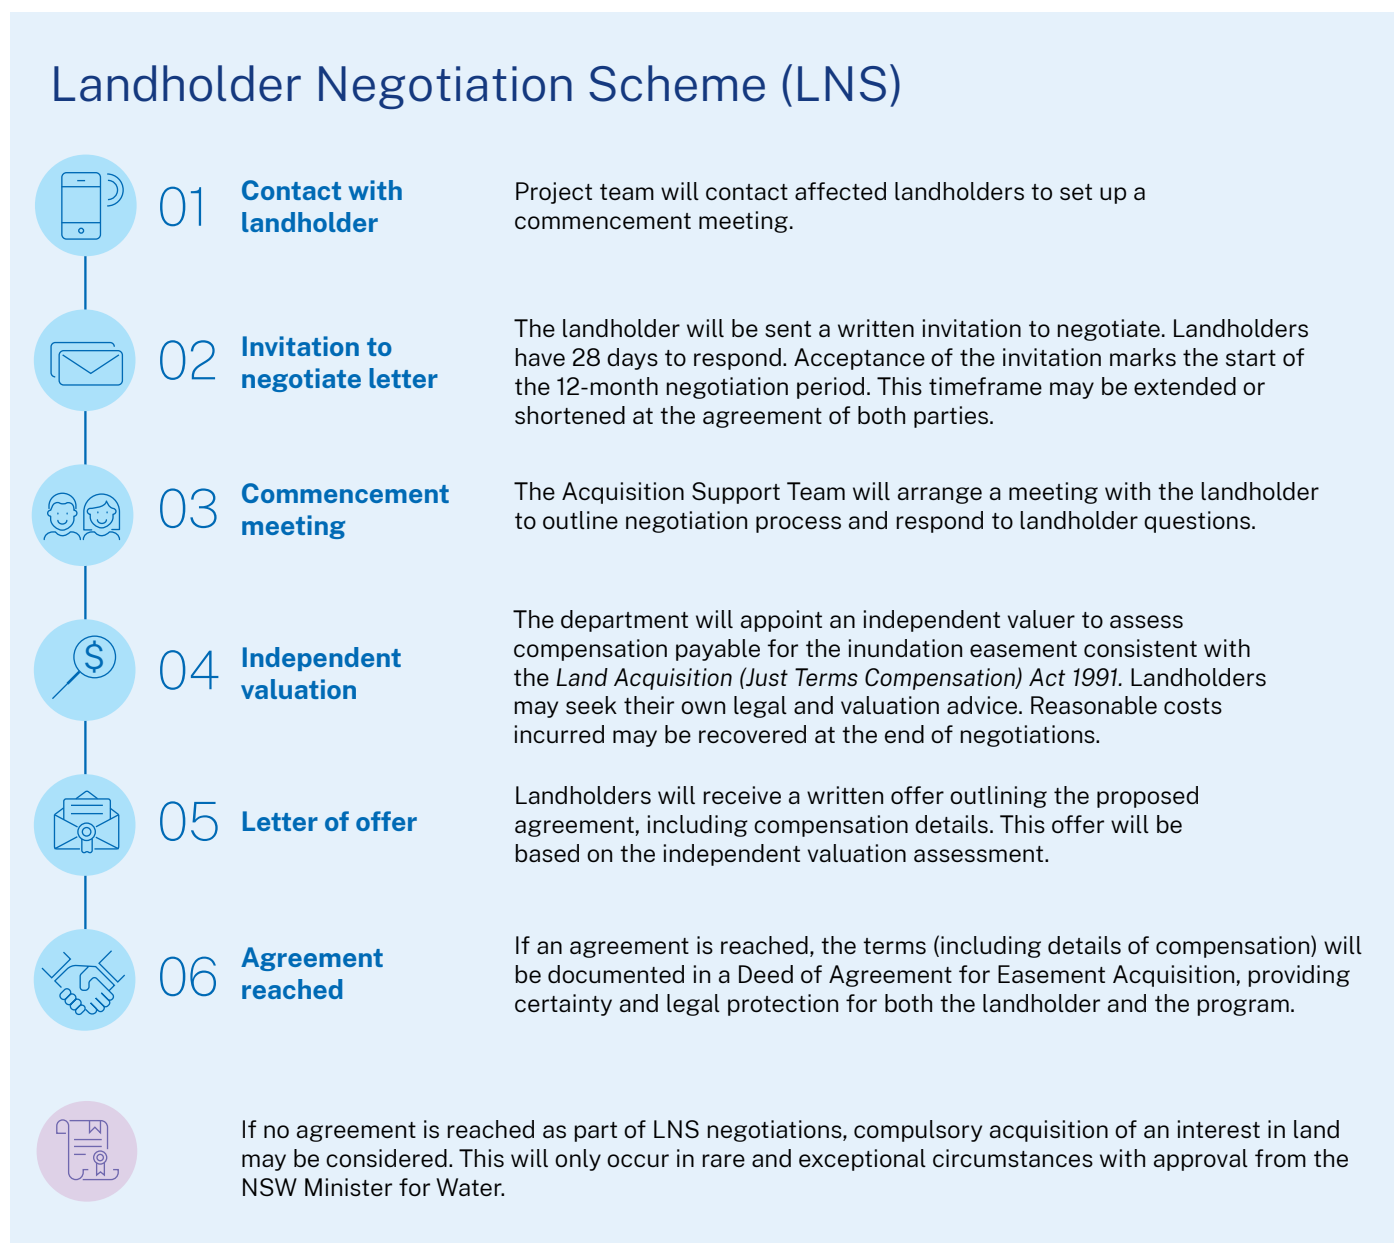 Landholder Negotiation Scheme (LNS)
01
Contact with
landholder
Project team will contact affected landholders to set up a
commencement meeting.
02
Invitation to
negotiate letter
The landholder will be sent a written invitation to negotiate. Landholders
have 28 days to respond. Acceptance of the invitation marks the start of
the 12-month negotiation period. This timeframe may be extended or
shortened at the agreement of both parties.
03
Commencement
meeting
The Acquisition Support Team will arrange a meeting with the landholder
to outline negotiation process and respond to landholder questions.
$
04
Independent
valuation
The department will appoint an independent valuer to assess
compensation payable for the inundation easement consistent with
the Land Acquisition (Just Terms Compensation) Act 1991. Landholders
may seek their own legal and valuation advice. Reasonable costs
incurred may be recovered at the end of negotiations.
05
Letter of offer
Landholders will receive a written offer outlining the proposed
agreement, including compensation details. This offer will be
based on the independent valuation assessment.
06
Agreement
reached
If an agreement is reached, the terms (including details of compensation) will
be documented in a Deed of Agreement for Easement Acquisition, providing
certainty and legal protection for both the landholder and the program.
If no agreement is reached as part of LNS negotiations, compulsory acquisition of an interest in land
may be considered. This will only occur in rare and exceptional circumstances with approval from the
NSW Minister for Water.